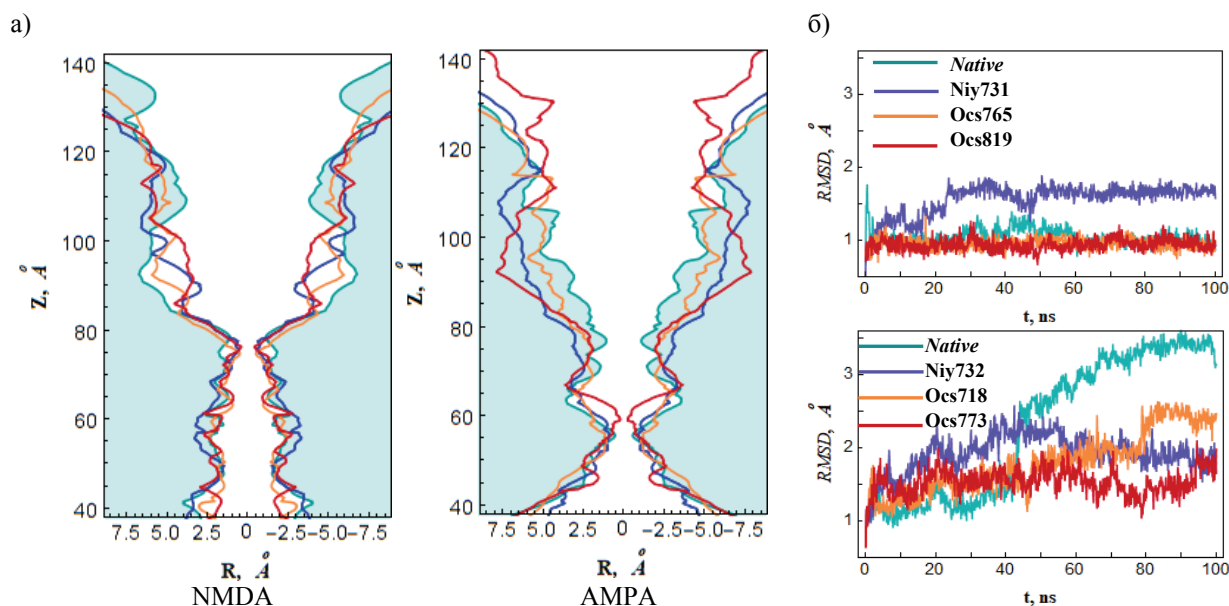 а)
140
120
100
80
60
40
Z, Å
7.5 5.0 2.5 0 -2.5 -5.0 -7.5
R, Å
NMDA
140
120
100
80
60
40
Z, Å
7.5 5.0 2.5 0 -2.5 -5.0 -7.5
R, Å
AMPA
б)
Native
Niy731
Ocs765
Ocs819
3
2
1
RMSD, Å
0 20 40 60 80 100
t, ns
Native
Niy732
Ocs718
Ocs773
3
2
1
RMSD, Å
0 20 40 60 80 100
t, ns